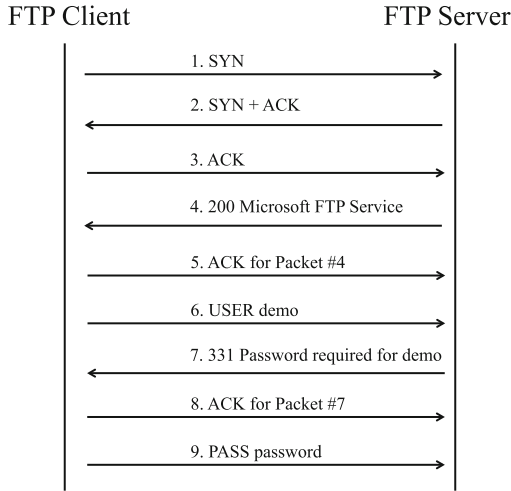 FTP Client
FTP Server
1. SYN
2. SYN + ACK
3. ACK
4. 200 Microsoft FTP Service
5. ACK for Packet #4
6. USER demo
7. 331 Password required for demo
8. ACK for Packet #7
9. PASS password